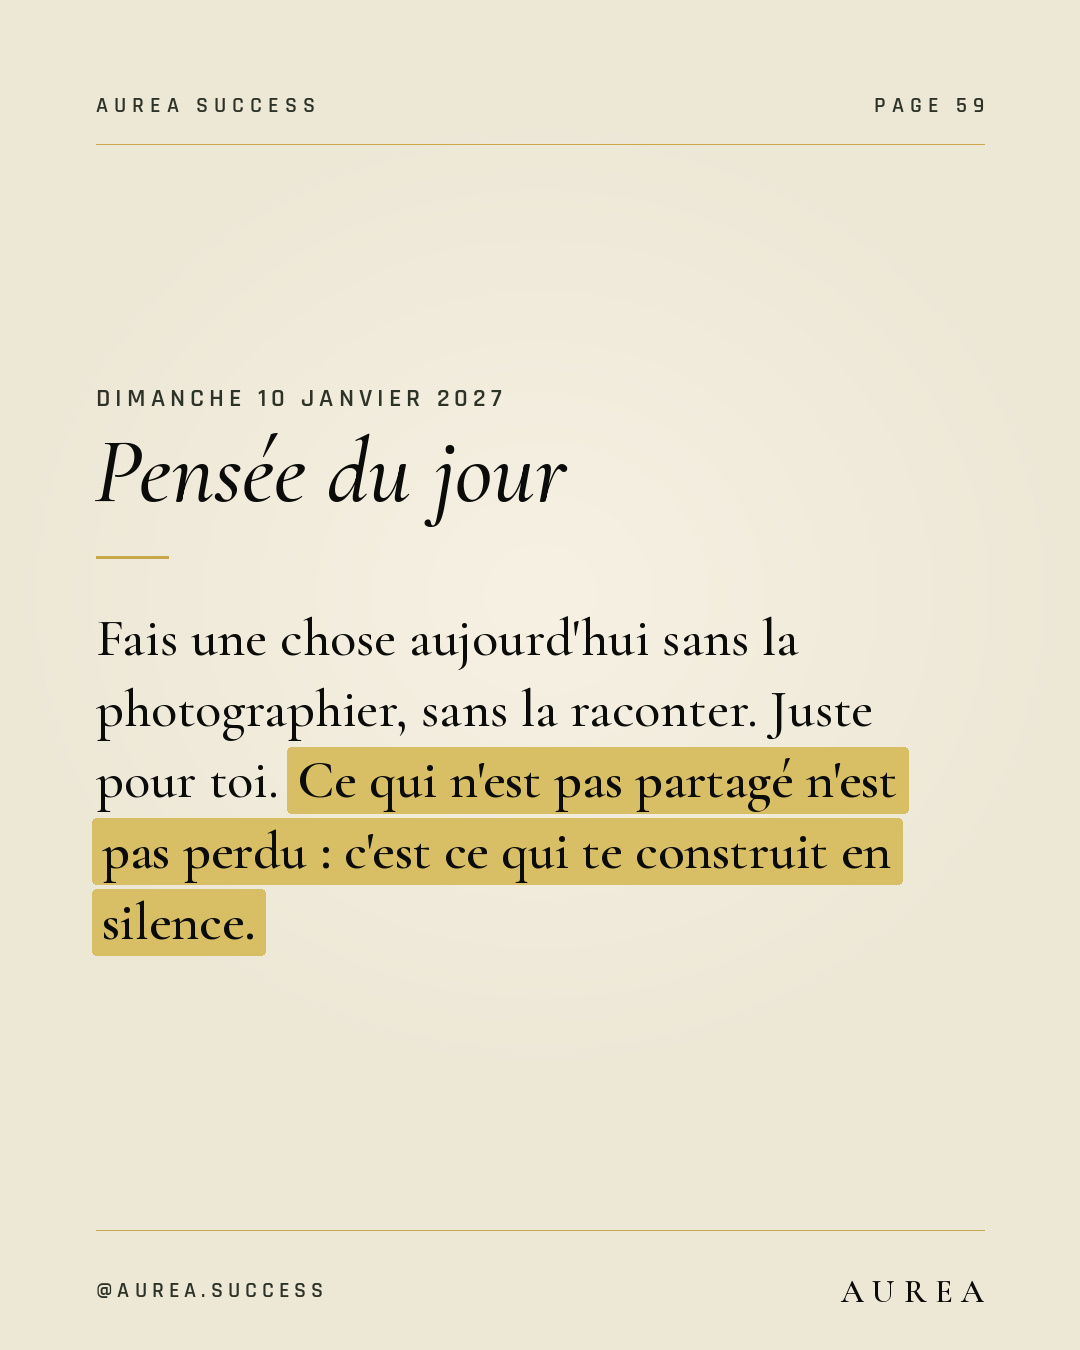 AUREA SUCCESS
PAGE 59
DIMANCHE 10 JANVIER 2027
Pensée du jour
Fais une chose aujourd'hui sans la
photographier, sans la raconter. Juste
pour toi. Ce qui n'est pas partagé n'est
pas perdu : c'est ce qui te construit en
silence.
@AUREA.SUCCESS
AUREA